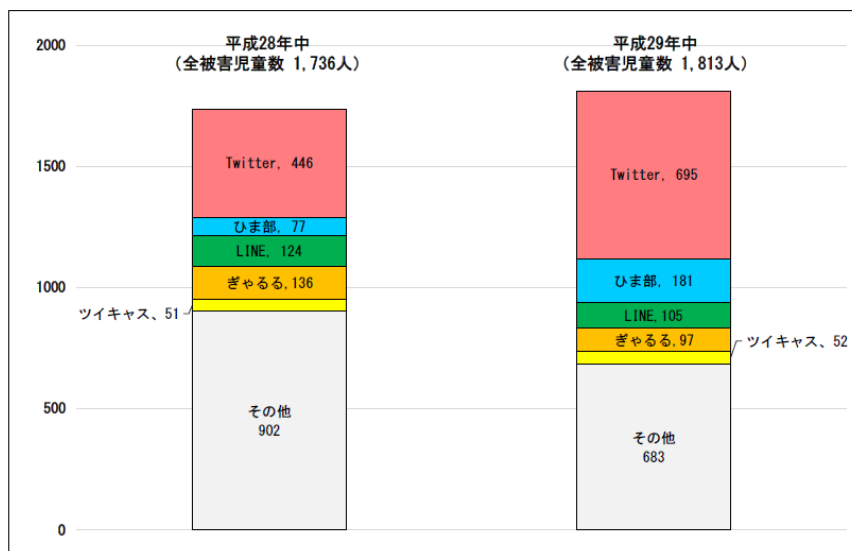 2000
1500
1000
500
0
平成28年中
（全被害児童数 1,736人）
Twitter, 446
ひま部, 77
LINE, 124
ぎゃるる,136
ツイキャス、51
その他
902
平成29年中
（全被害児童数 1,813人）
Twitter, 695
ひま部, 181
LINE,105
ぎゃるる,97
ツイキャス、52
その他
683